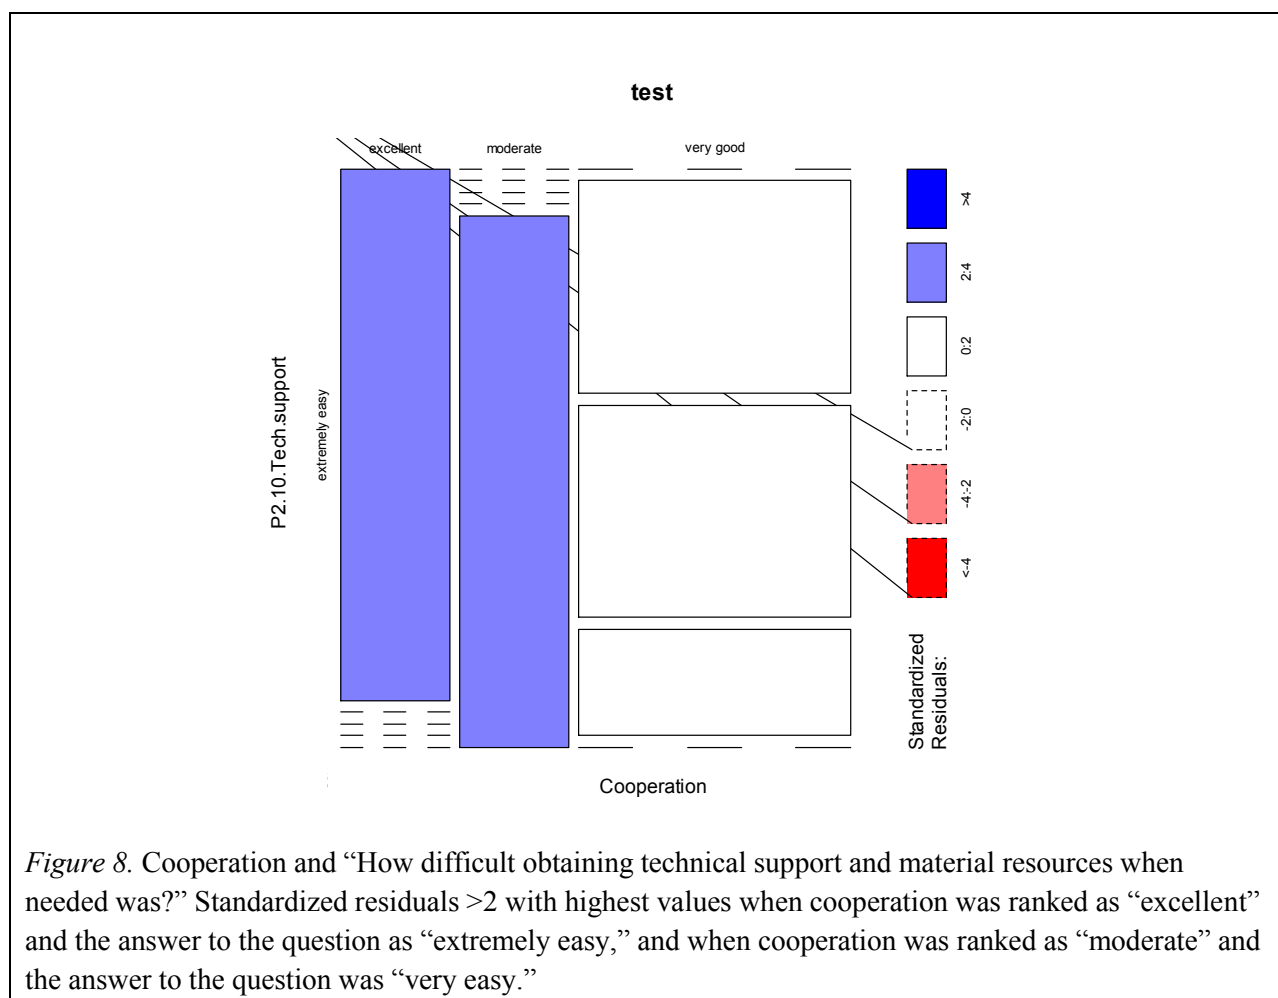 test
excellent moderate very good
P2.10.Tech.support
extremely easy
>4
2:4
0:2
-2:0
-4:-2
<-4
Standardized
Residuals:
Cooperation
Figure 8. Cooperation and “How difficult obtaining technical support and material resources when
needed was?” Standardized residuals >2 with highest values when cooperation was ranked as “excellent”
and the answer to the question as “extremely easy,” and when cooperation was ranked as “moderate” and
the answer to the question was “very easy.”